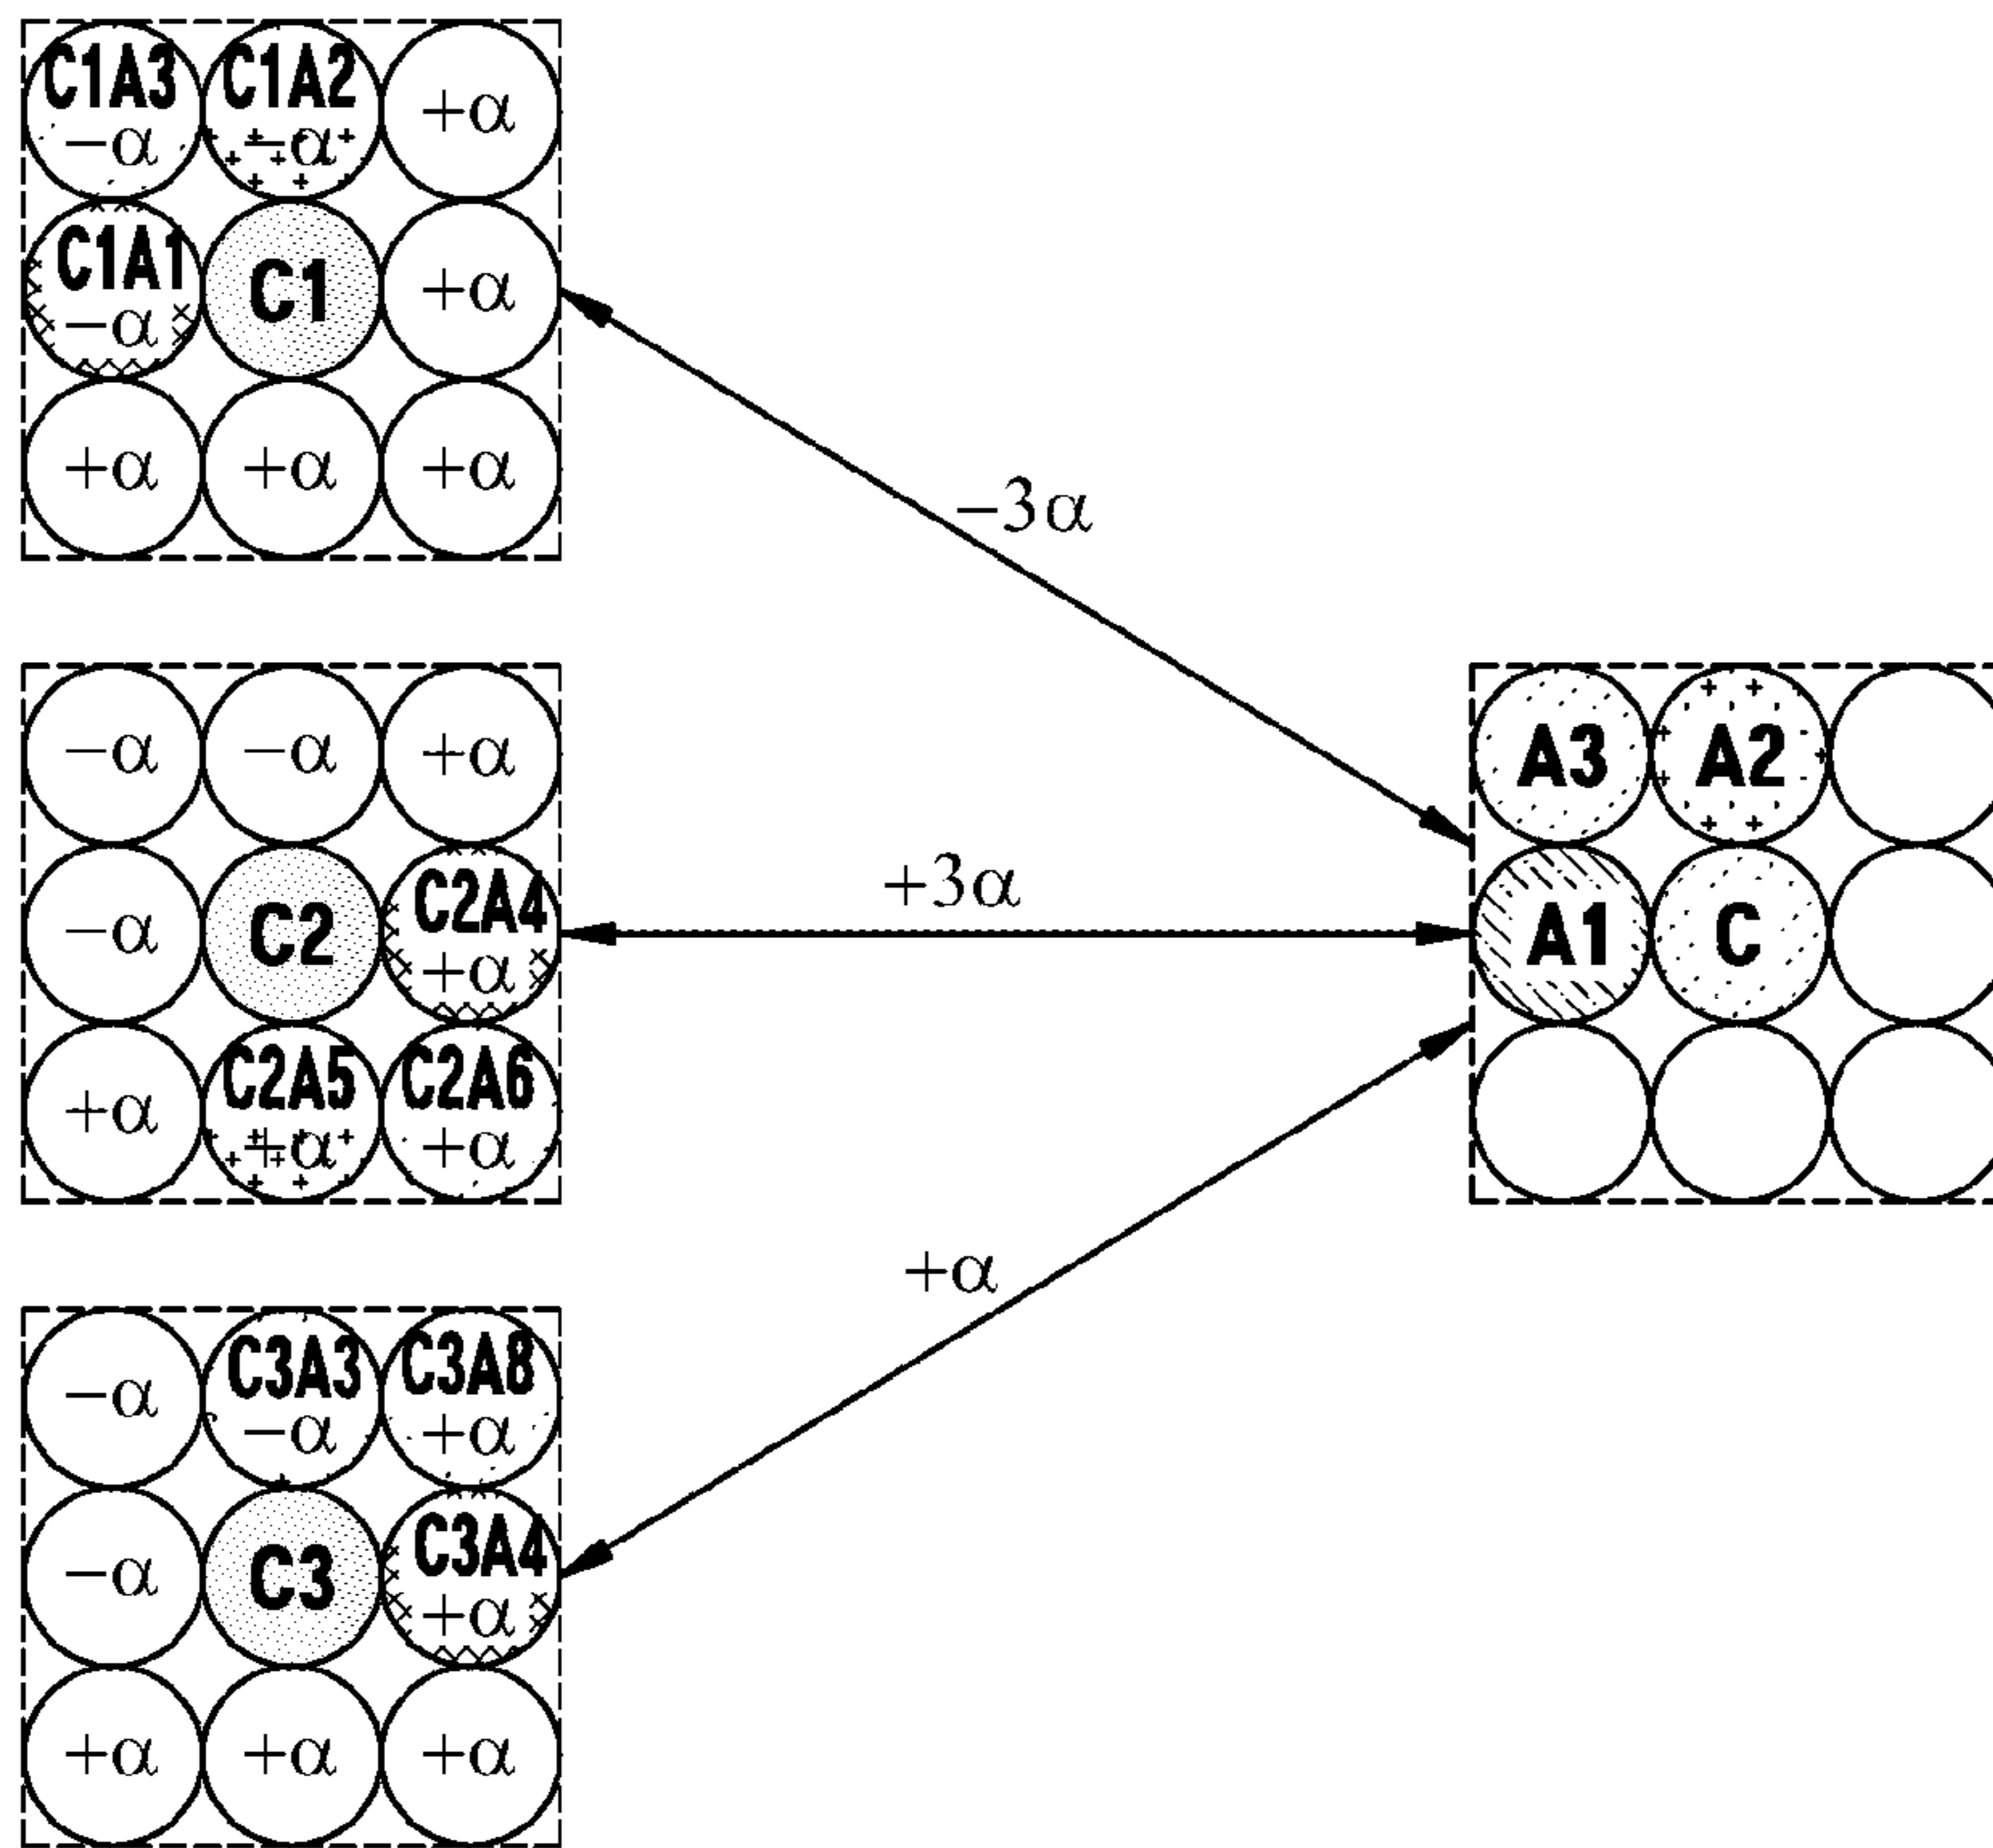 C1A3 C1A2 +α
−α −α
C1A1 C1 +α
−α
+α +α +α
−3α
−α −α +α
A3 A2
−α C2 C2A4
+α
+3α
A1 C
+α C2A5 C2A6
+α +α
+α
−α C3A3 C3A8
−α +α
−α C3 C3A4
+α
+α +α +α